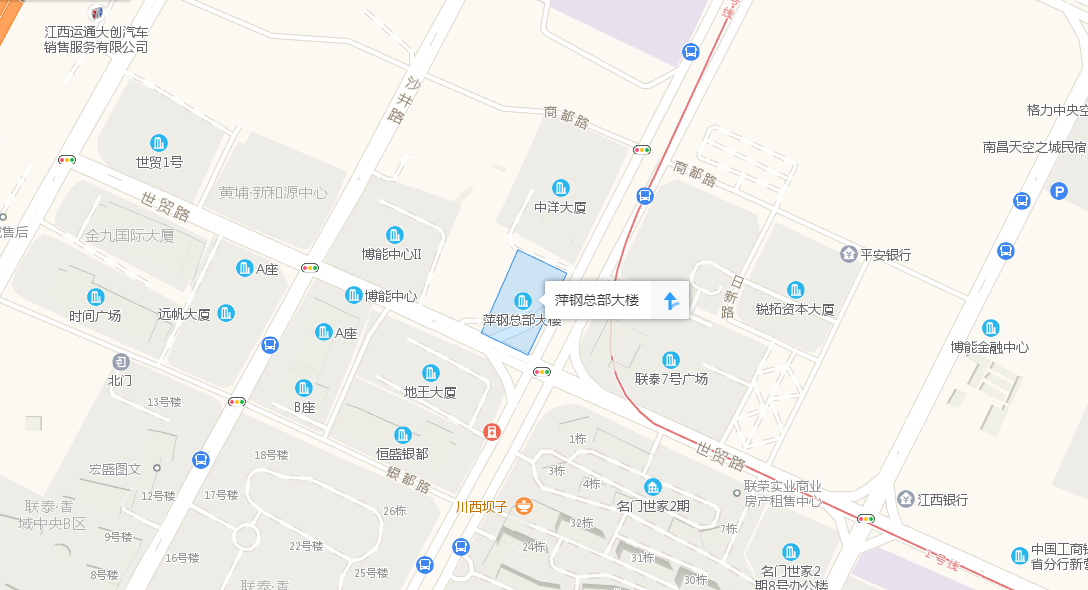 江西运通大创汽车
销售服务有限公司
1号线
沙井路
格力中央空
商都路
南昌天空之城民宿
世贸1号
商都路
黄埔·新和源中心
世贸路
中洋大厦
售后
金九国际大厦
博能中心II
平安银行
A座
日新路
博能中心
萍钢总部大楼
时间广场
远帆大厦
锐拓资本大厦
萍钢总部大楼
A座
博能金融中心
北门
联泰7号广场
地王大厦
13号楼
B座
1栋
恒盛银都
世贸路
18号楼
宏盛图文
银都路
3栋
4栋
联荣实业商业
房产租售中心
12号楼
17号楼
名门世家2期
江西银行
联泰·香
域中央B区
26栋
川西坝子
32栋
7栋
9号楼
22号楼
24栋
16号楼
31栋
1号线
中国工商银
省分行新营
8号楼
25号楼
30栋
名门世家2
期8号办公楼
联泰·香